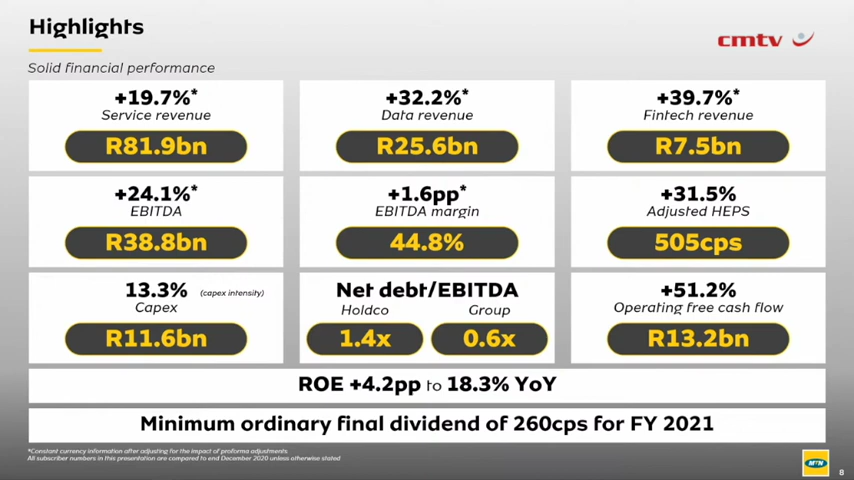 Highlights
cmtv
Solid financial performance
+19.7%*
Service revenue
R81.9bn
+32.2%*
Data revenue
R25.6bn
+39.7%*
Fintech revenue
R7.5bn
+24.1%*
EBITDA
R38.8bn
+1.6pp*
EBITDA margin
44.8%
+31.5%
Adjusted HEPS
505cps
13.3% (capex intensity)
Capex
R11.6bn
Net debt/EBITDA
Holdco Group
1.4x 0.6x
+51.2%
Operating free cash flow
R13.2bn
ROE +4.2pp to 18.3% YoY
Minimum ordinary final dividend of 260cps for FY 2021
*Constant currency information after adjusting for the impact of proforma adjustments.
All subscriber numbers in this presentation are compared to end December 2020 unless otherwise stated
MTN
8